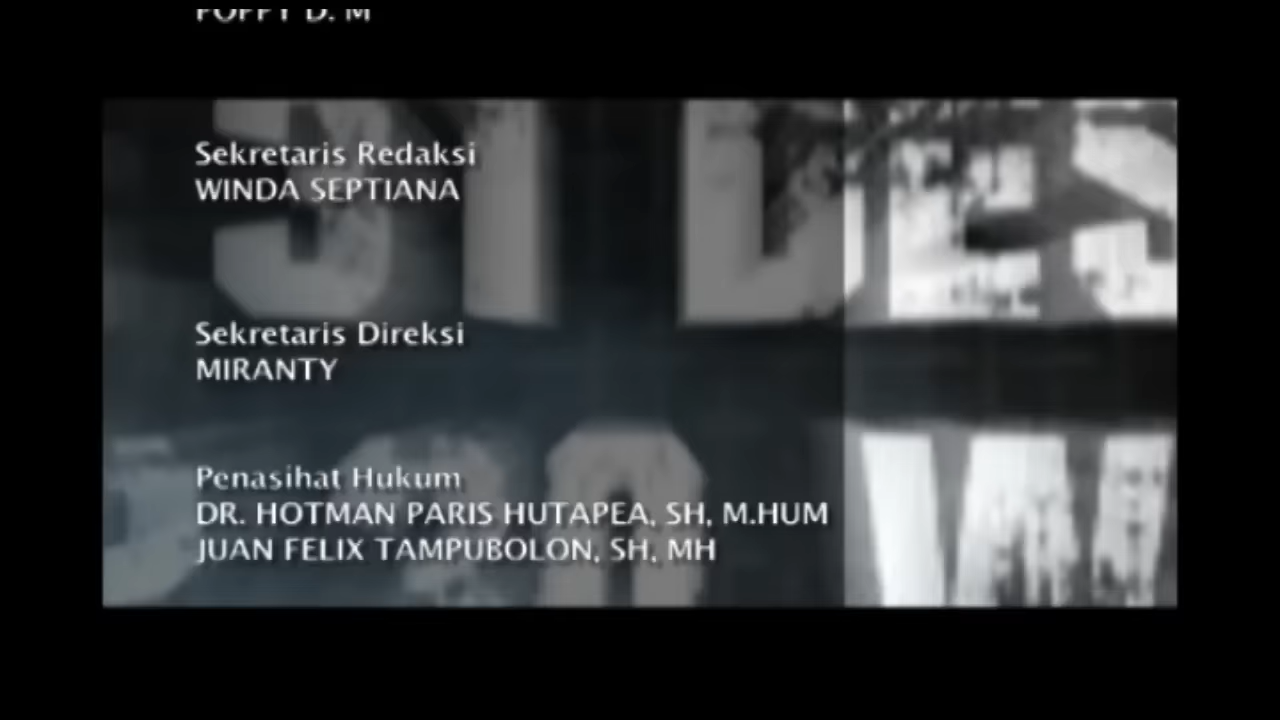 POPPY D. M
Sekretaris Redaksi
WINDA SEPTIANA
Sekretaris Direksi
MIRANTY
Penasihat Hukum
DR. HOTMAN PARIS HUTAPEA, SH, M.HUM
JUAN FELIX TAMPUBOLON, SH, MH